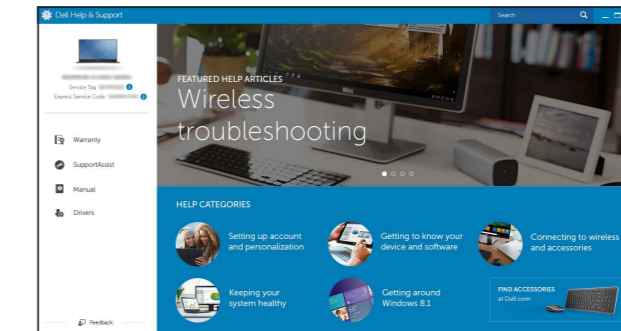 Dell Help & Support
Search
Service Tag
Express Service Code
Warranty
SupportAssist
Manual
Drivers
Feedback
FEATURED HELP ARTICLES
Wireless
troubleshooting
HELP CATEGORIES
Setting up account
and personalization
Getting to know your
device and software
Connecting to wireless
and accessories
Keeping your
system healthy
Getting around
Windows 8.1
FIND ACCESSORIES
at Dell.com